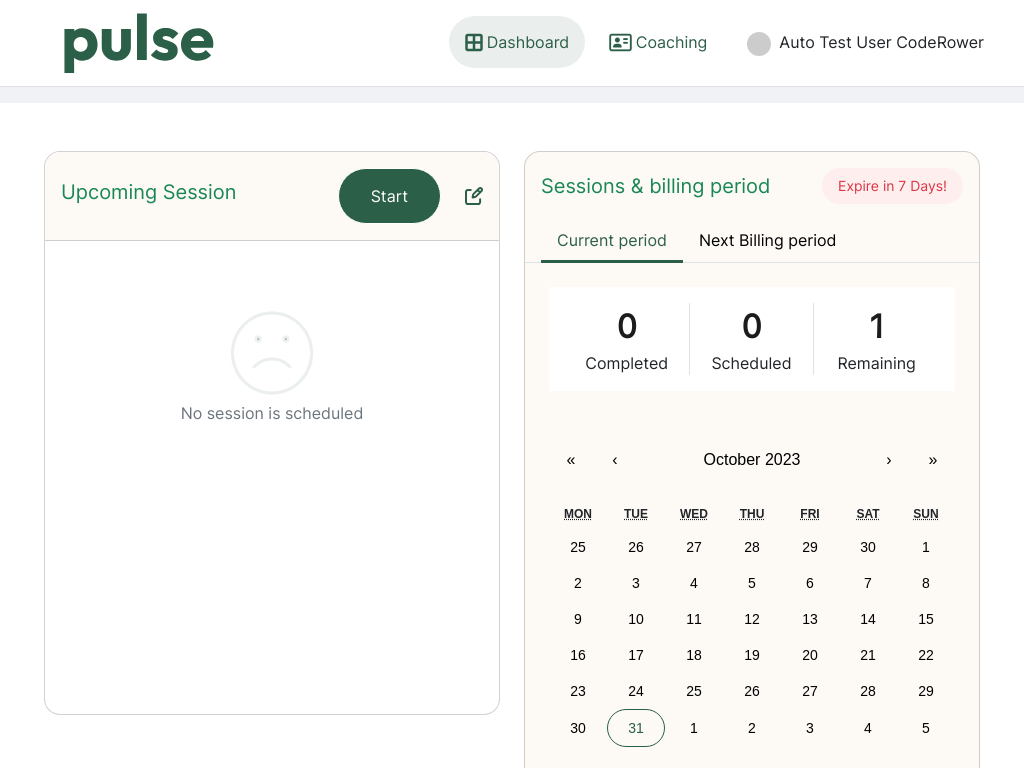 pulse
Dashboard
Coaching
Auto Test User CodeRower
Upcoming Session
Start
No session is scheduled
Sessions & billing period
Expire in 7 Days!
Current period
Next Billing period
0 0 1
Completed Scheduled Remaining
« ‹ October 2023 › »
MON TUE WED THU FRI SAT SUN
25 26 27 28 29 30 1
2 3 4 5 6 7 8
9 10 11 12 13 14 15
16 17 18 19 20 21 22
23 24 25 26 27 28 29
30 31 1 2 3 4 5